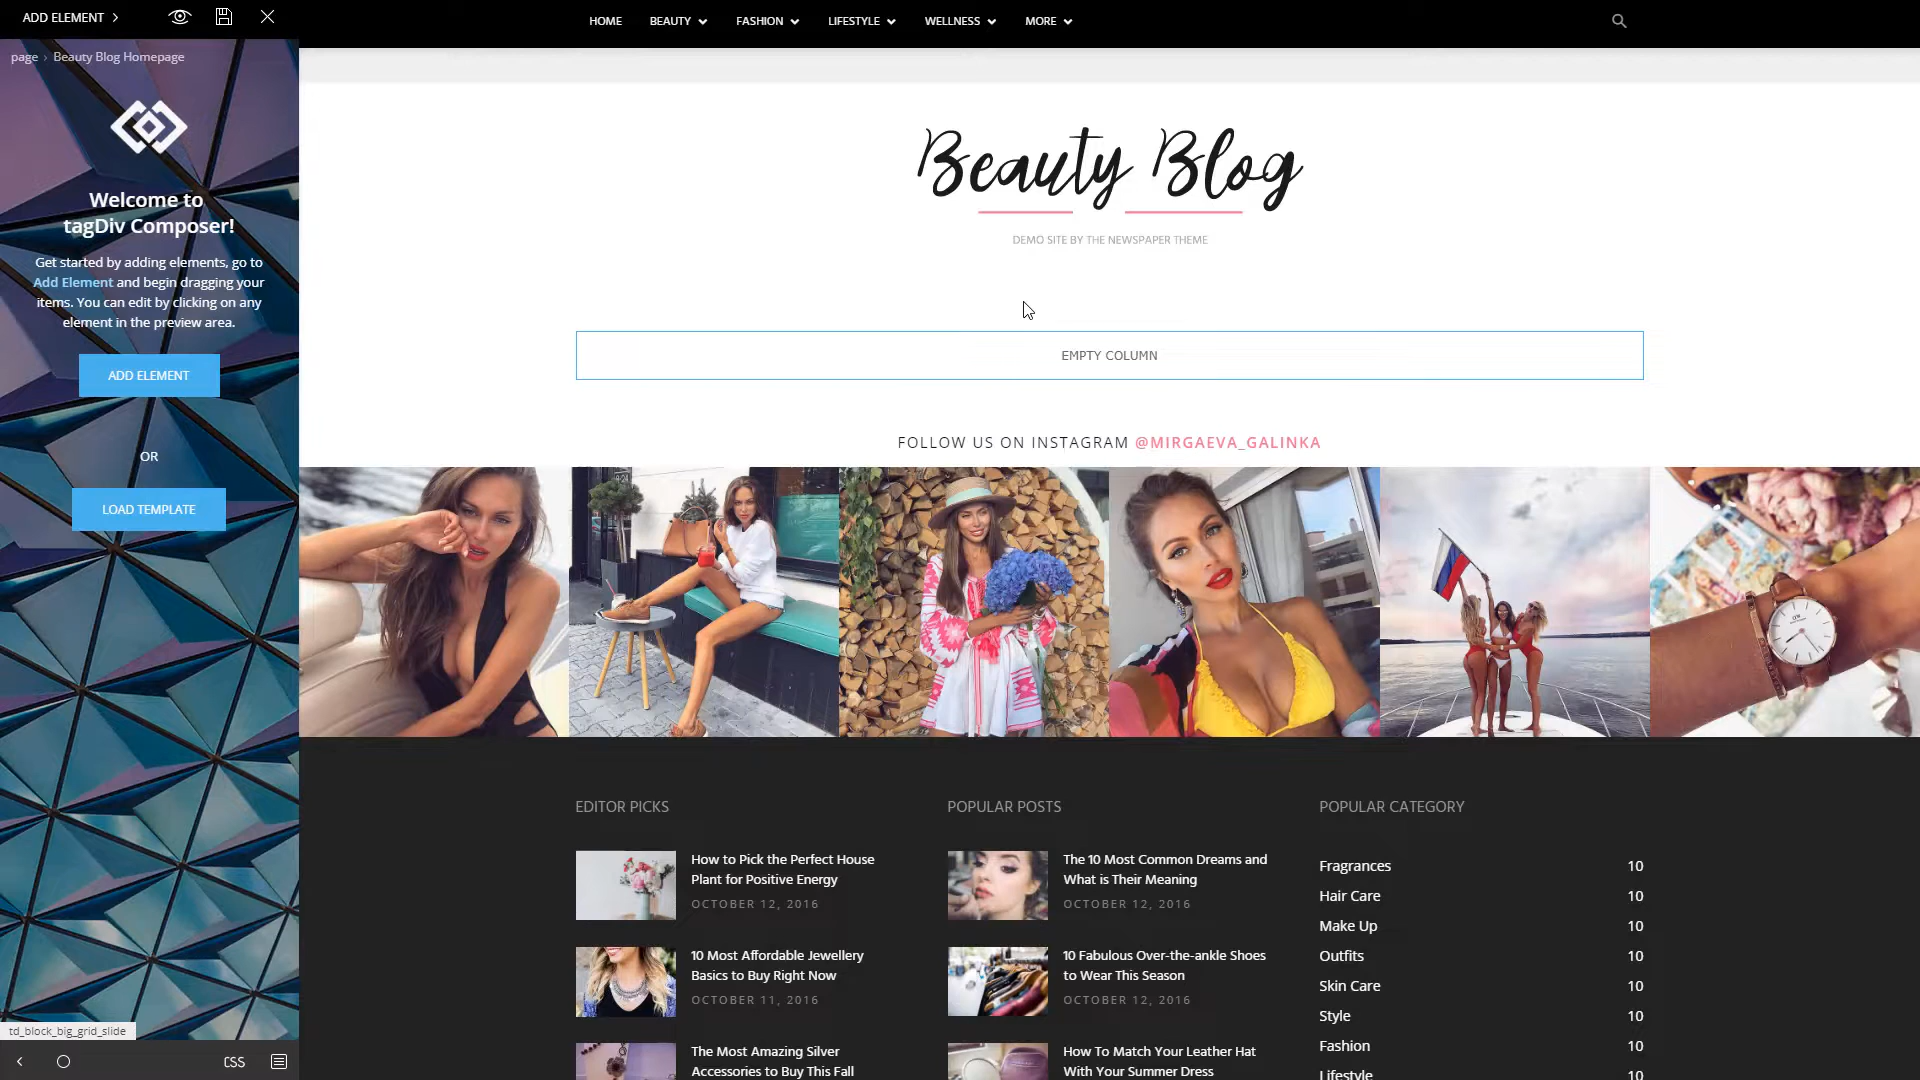 ADD ELEMENT
HOME BEAUTY FASHION LIFESTYLE WELLNESS MORE
page › Beauty Blog Homepage
Welcome to
tagDiv Composer!
Get started by adding elements, go to
Add Element and begin dragging your
items. You can edit by clicking on any
element in the preview area.
ADD ELEMENT
OR
LOAD TEMPLATE
td_block_big_grid_slide
CSS
Beauty Blog
DEMO SITE BY THE NEWSPAPER THEME
EMPTY COLUMN
FOLLOW US ON INSTAGRAM @MIRGAEVA_GALINKA
EDITOR PICKS
How to Pick the Perfect House
Plant for Positive Energy
OCTOBER 12, 2016
10 Most Affordable Jewellery
Basics to Buy Right Now
OCTOBER 11, 2016
The Most Amazing Silver
Accessories to Buy This Fall
POPULAR POSTS
The 10 Most Common Dreams and
What is Their Meaning
OCTOBER 12, 2016
10 Fabulous Over-the-ankle Shoes
to Wear This Season
OCTOBER 12, 2016
How To Match Your Leather Hat
With Your Summer Dress
POPULAR CATEGORY
Fragrances 10
Hair Care 10
Make Up 10
Outfits 10
Skin Care 10
Style 10
Fashion 10
Lifestyle 10